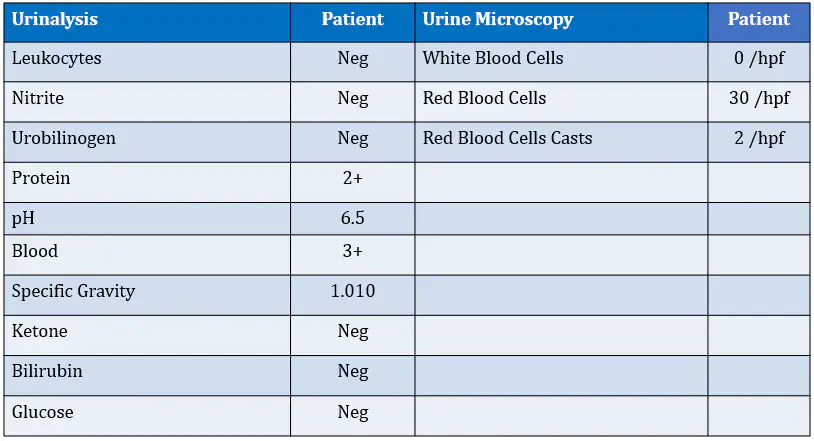 Urinalysis Patient Urine Microscopy Patient
Leukocytes Neg White Blood Cells 0 /hpf
Nitrite Neg Red Blood Cells 30 /hpf
Urobilinogen Neg Red Blood Cells Casts 2 /hpf
Protein 2+
pH 6.5
Blood 3+
Specific Gravity 1.010
Ketone Neg
Bilirubin Neg
Glucose Neg